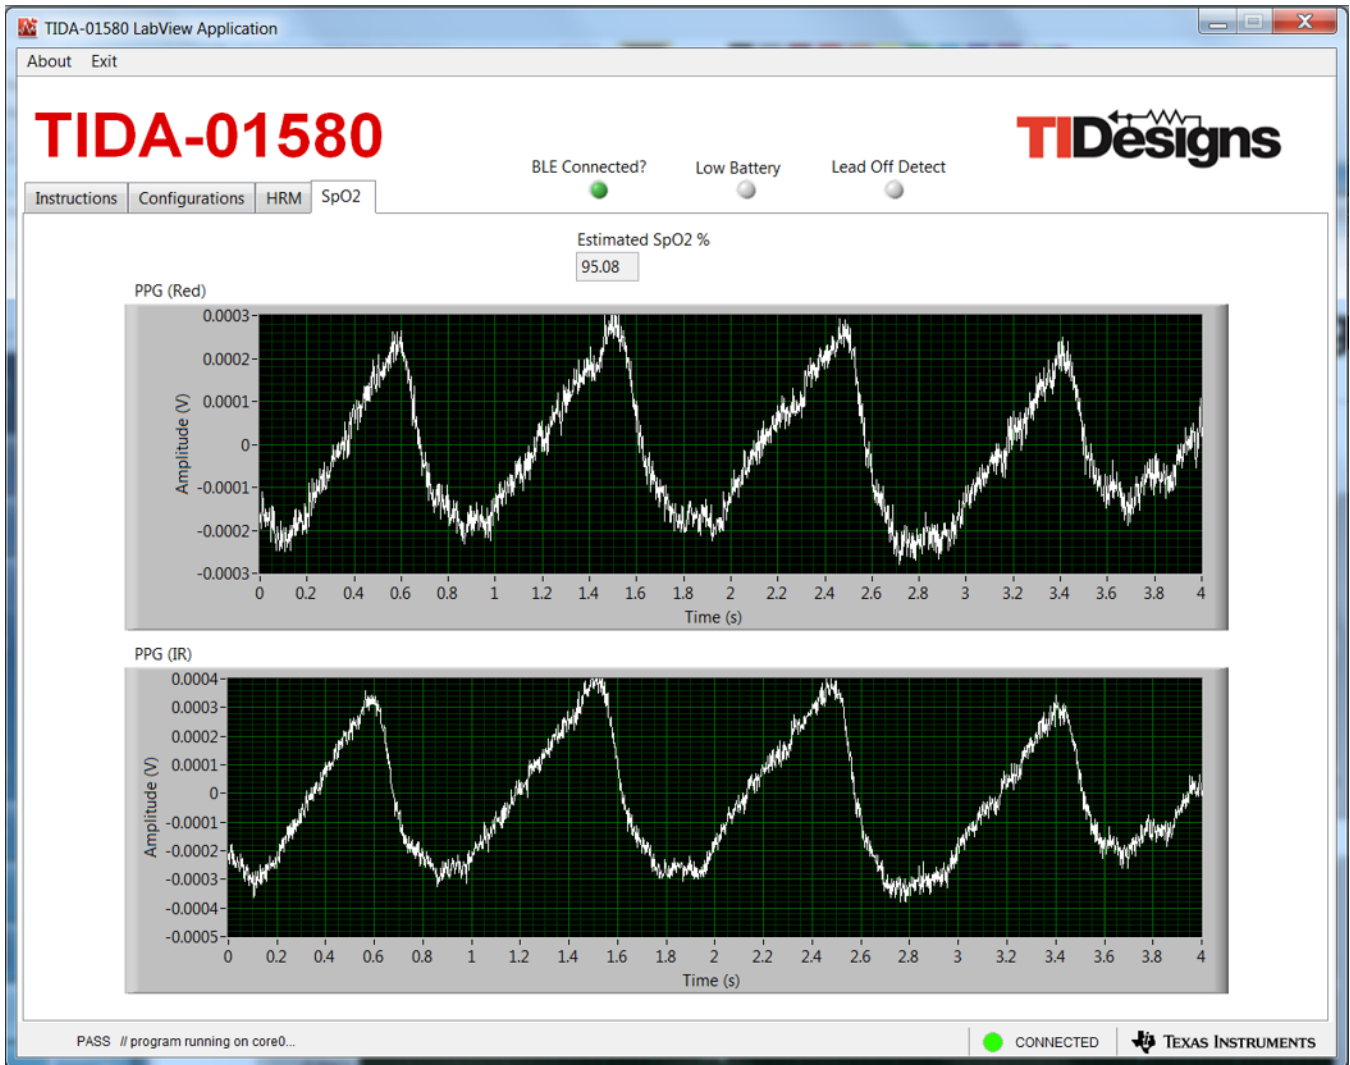 TIDA-01580 LabView Application
About Exit
TIDA-01580
TIDesigns
BLE Connected? Low Battery Lead Off Detect
Instructions Configurations HRM SpO2
Estimated SpO2 %
95.08
PPG (Red)
0.0003
0.0002
0.0001
0
-0.0001
-0.0002
-0.0003
Amplitude (V)
0 0.2 0.4 0.6 0.8 1 1.2 1.4 1.6 1.8 2 2.2 2.4 2.6 2.8 3 3.2 3.4 3.6 3.8 4
Time (s)
PPG (IR)
0.0004
0.0003
0.0002
0.0001
0
-0.0001
-0.0002
-0.0003
-0.0004
-0.0005
Amplitude (V)
0 0.2 0.4 0.6 0.8 1 1.2 1.4 1.6 1.8 2 2.2 2.4 2.6 2.8 3 3.2 3.4 3.6 3.8 4
Time (s)
PASS // program running on core0...
CONNECTED
TEXAS INSTRUMENTS